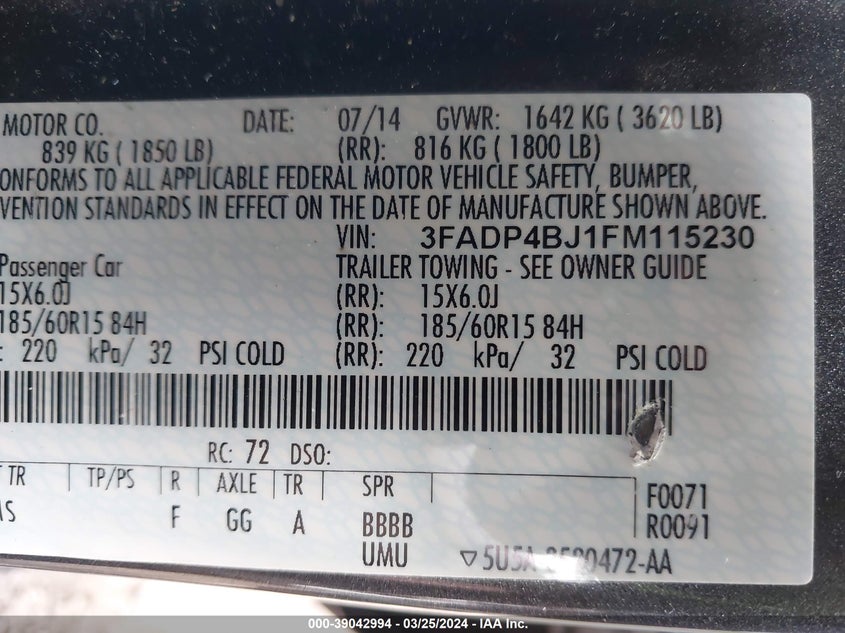 MOTOR CO. DATE: 07/14 GVWR: 1642 KG ( 3620 LB)
839 KG ( 1850 LB) (RR): 816 KG ( 1800 LB)
ONFORMS TO ALL APPLICABLE FEDERAL MOTOR VEHICLE SAFETY, BUMPER,
VENTION STANDARDS IN EFFECT ON THE DATE OF MANUFACTURE SHOWN ABOVE.
VIN: 3FADP4BJ1FM115230
Passenger Car TRAILER TOWING - SEE OWNER GUIDE
15X6.0J (RR): 15X6.0J
185/60R15 84H (RR): 185/60R15 84H
: 220 kPa/ 32 PSI COLD (RR): 220 kPa/ 32 PSI COLD
RC: 72 DSO:
T TR TP/PS R AXLE TR SPR F0071
F GG A BBBB R0091
UMU
000-39042994 - 03/25/2024 - IAA Inc.